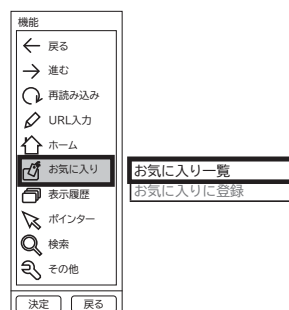 機能
戻る
進む
再読み込み
URL入力
ホーム
お気に入り
お気に入り一覧
お気に入りに登録
表示履歴
ポインター
検索
その他
決定 戻る